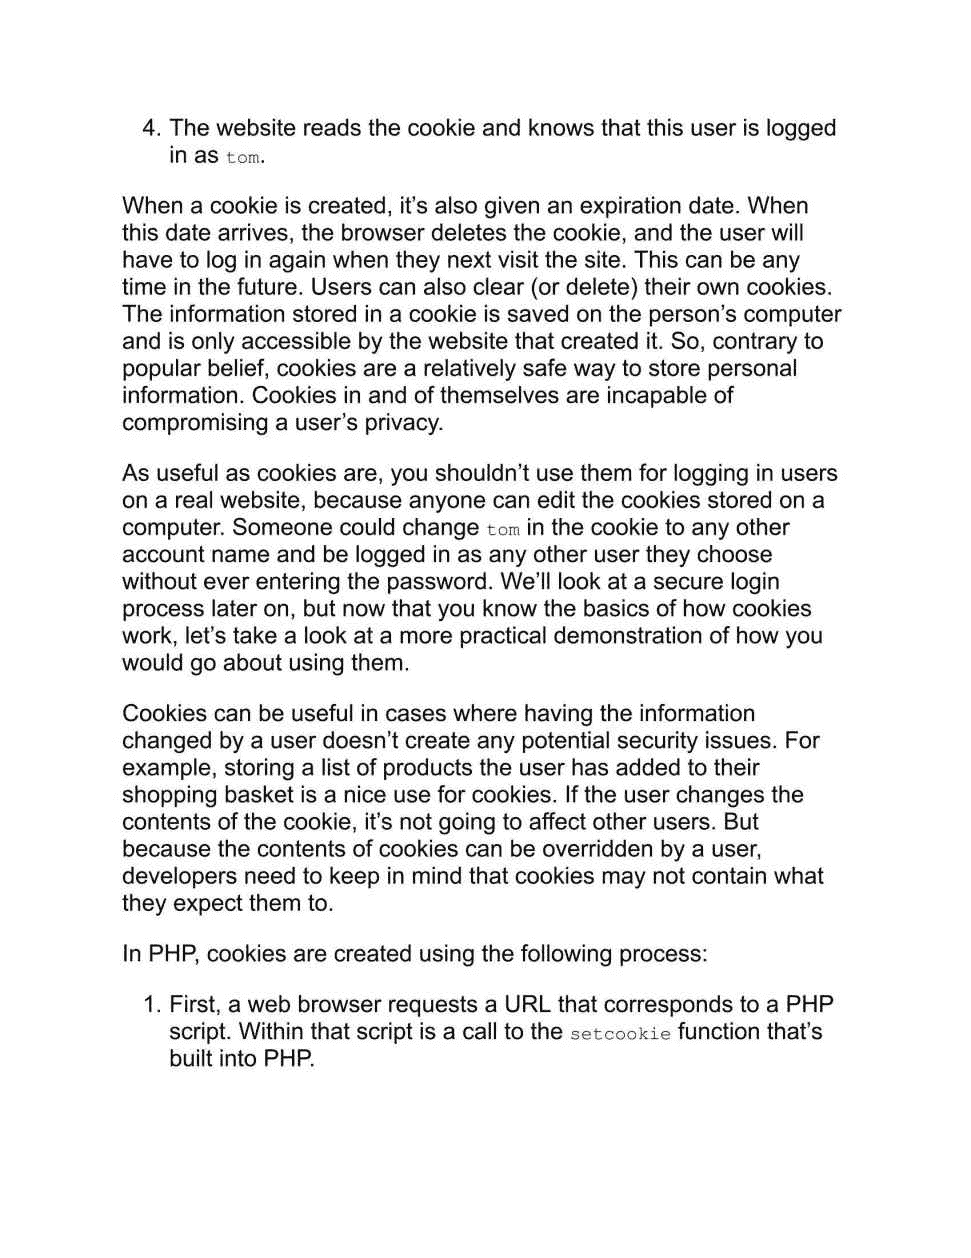 4. The website reads the cookie and knows that this user is logged
in as tom.
When a cookie is created, it’s also given an expiration date. When
this date arrives, the browser deletes the cookie, and the user will
have to log in again when they next visit the site. This can be any
time in the future. Users can also clear (or delete) their own cookies.
The information stored in a cookie is saved on the person’s computer
and is only accessible by the website that created it. So, contrary to
popular belief, cookies are a relatively safe way to store personal
information. Cookies in and of themselves are incapable of
compromising a user’s privacy.
As useful as cookies are, you shouldn’t use them for logging in users
on a real website, because anyone can edit the cookies stored on a
computer. Someone could change tom in the cookie to any other
account name and be logged in as any other user they choose
without ever entering the password. We’ll look at a secure login
process later on, but now that you know the basics of how cookies
work, let’s take a look at a more practical demonstration of how you
would go about using them.
Cookies can be useful in cases where having the information
changed by a user doesn’t create any potential security issues. For
example, storing a list of products the user has added to their
shopping basket is a nice use for cookies. If the user changes the
contents of the cookie, it’s not going to affect other users. But
because the contents of cookies can be overridden by a user,
developers need to keep in mind that cookies may not contain what
they expect them to.
In PHP, cookies are created using the following process:
1. First, a web browser requests a URL that corresponds to a PHP
script. Within that script is a call to the setcookie function that’s
built into PHP.